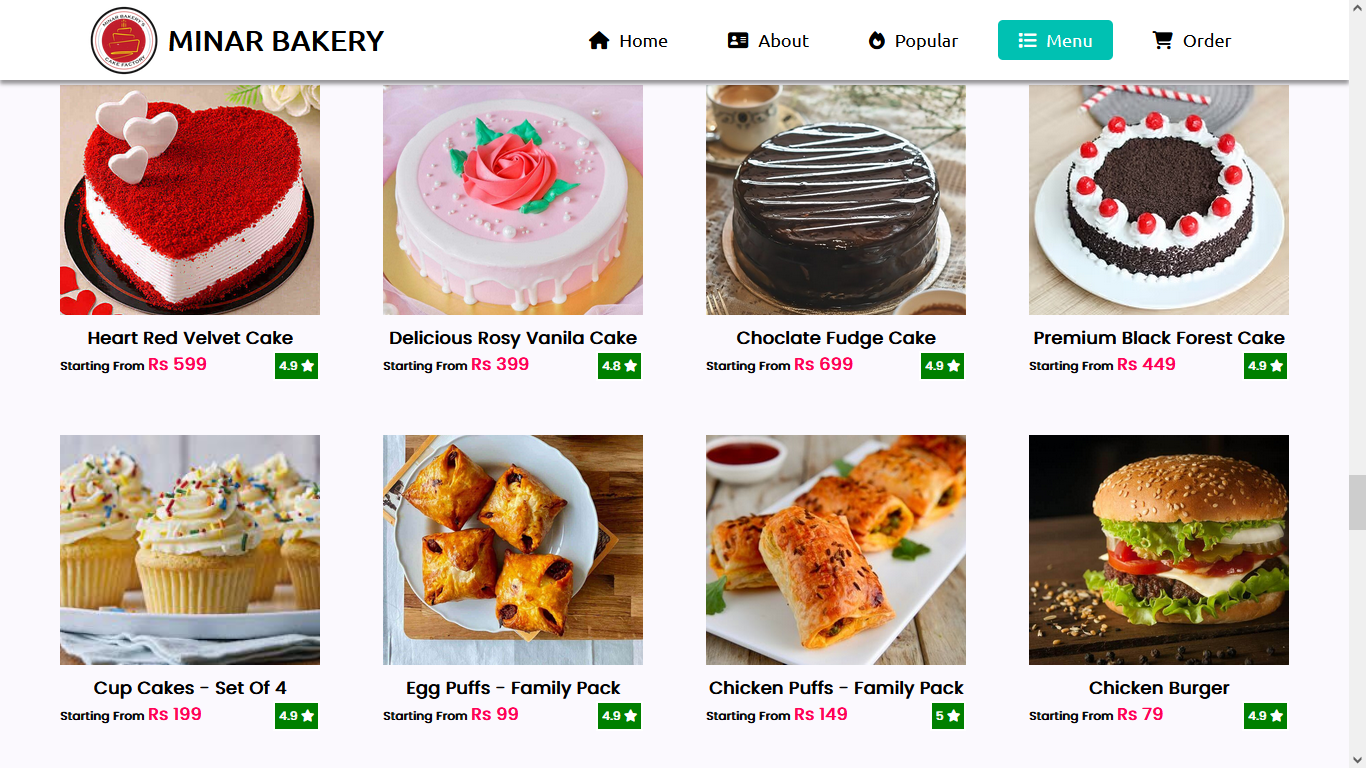 MINAR BAKERY'S
CAKE FACTORY
MINAR BAKERY
Home
About
Popular
Menu
Order
Heart Red Velvet Cake
Starting From Rs 599
4.9
Delicious Rosy Vanila Cake
Starting From Rs 399
4.8
Choclate Fudge Cake
Starting From Rs 699
4.9
Premium Black Forest Cake
Starting From Rs 449
4.9
Cup Cakes - Set Of 4
Starting From Rs 199
4.9
Egg Puffs - Family Pack
Starting From Rs 99
4.9
Chicken Puffs - Family Pack
Starting From Rs 149
5
Chicken Burger
Starting From Rs 79
4.9